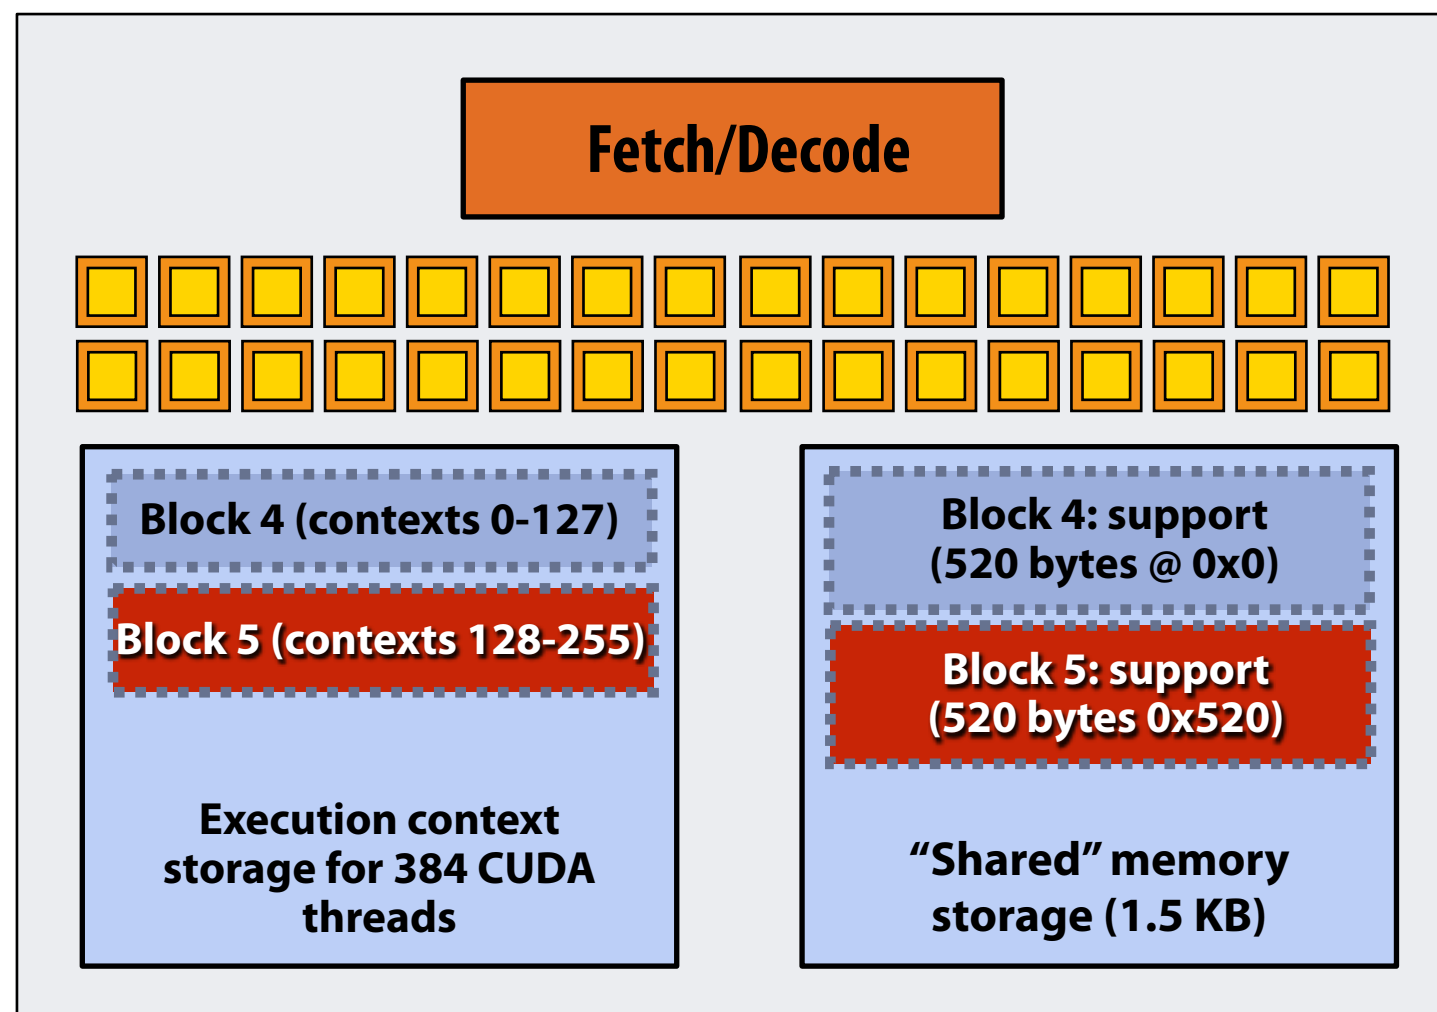 Fetch/Decode
Block 4 (contexts 0-127)
Block 5 (contexts 128-255)
Execution context
storage for 384 CUDA
threads
Block 4: support
(520 bytes @ 0x0)
Block 5: support
(520 bytes 0x520)
“Shared” memory
storage (1.5 KB)